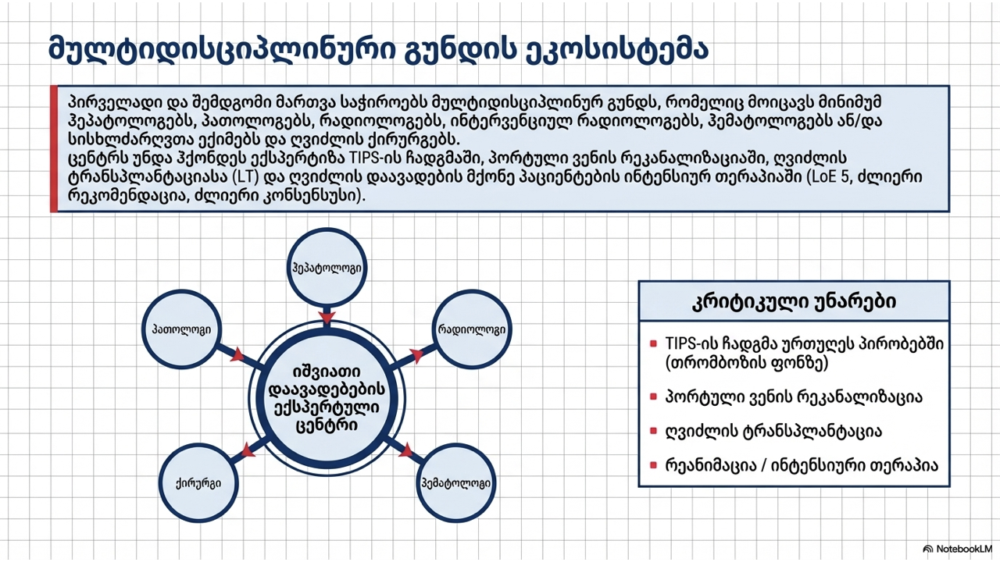 მულტიდისციპლინური გუნდის ეკოსისტემა
პირველადი და შემდგომი მართვა საჭიროებს მულტიდისციპლინურ გუნდს, რომელიც მოიცავს მინიმუმ
ჰეპატოლოგებს, პათოლოგებს, რადიოლოგებს, ინტერვენციულ რადიოლოგებს, ჰემატოლოგებს ან/და
სისხლძარღვთა ექიმებს და ღვიძლის ქირურგებს.
ცენტრს უნდა ჰქონდეს ექსპერტიზა TIPS-ის ჩადგმაში, პორტული ვენის რეკანალიზაციაში, ღვიძლის
ტრანსპლანტაციასა (LT) და ღვიძლის დაავადების მქონე პაციენტების ინტენსიურ თერაპიაში (LoE 5, ძლიერი
რეკომენდაცია, ძლიერი კონსენსუსი).
ჰეპატოლოგი
პათოლოგი
რადიოლოგი
იშვიათი
დაავადებების
ექსპერტული
ცენტრი
ქირურგი
ჰემატოლოგი
კრიტიკული უნარები
TIPS-ის ჩადგმა ურთულეს პირობებში
(თრომბოზის ფონზე)
პორტული ვენის რეკანალიზაცია
ღვიძლის ტრანსპლანტაცია
რეანიმაცია / ინტენსიური თერაპია
NotebookLM